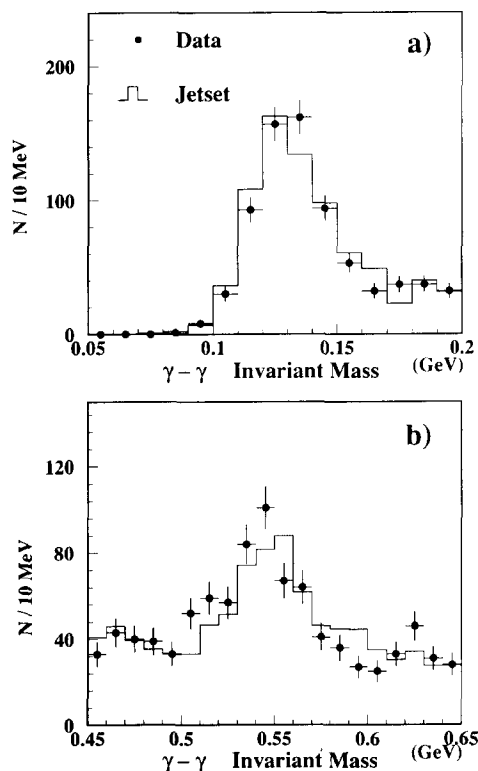 a)
Data
Jetset
200
100
0
N / 10 MeV
0.05 0.1 0.15 0.2
γ – γ Invariant Mass (GeV)
b)
120
80
40
0
N / 10 MeV
0.45 0.5 0.55 0.6 0.65
γ – γ Invariant Mass (GeV)